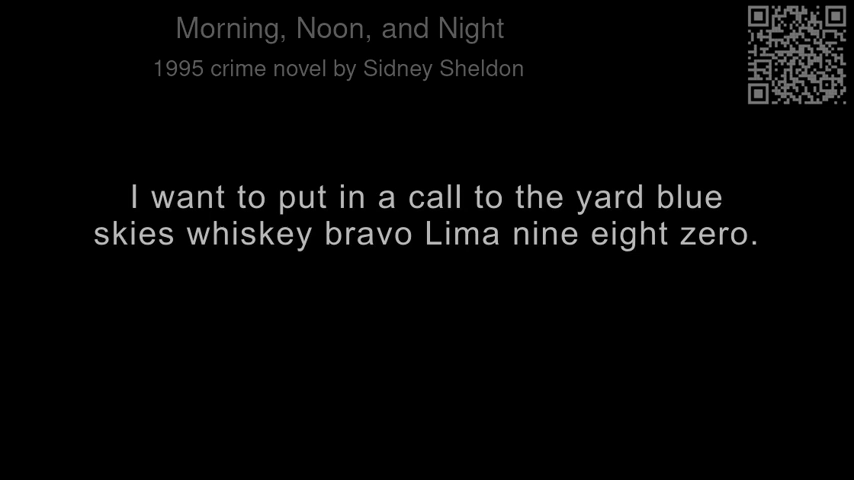 Morning, Noon, and Night
1995 crime novel by Sidney Sheldon
I want to put in a call to the yard blue
skies whiskey bravo Lima nine eight zero.